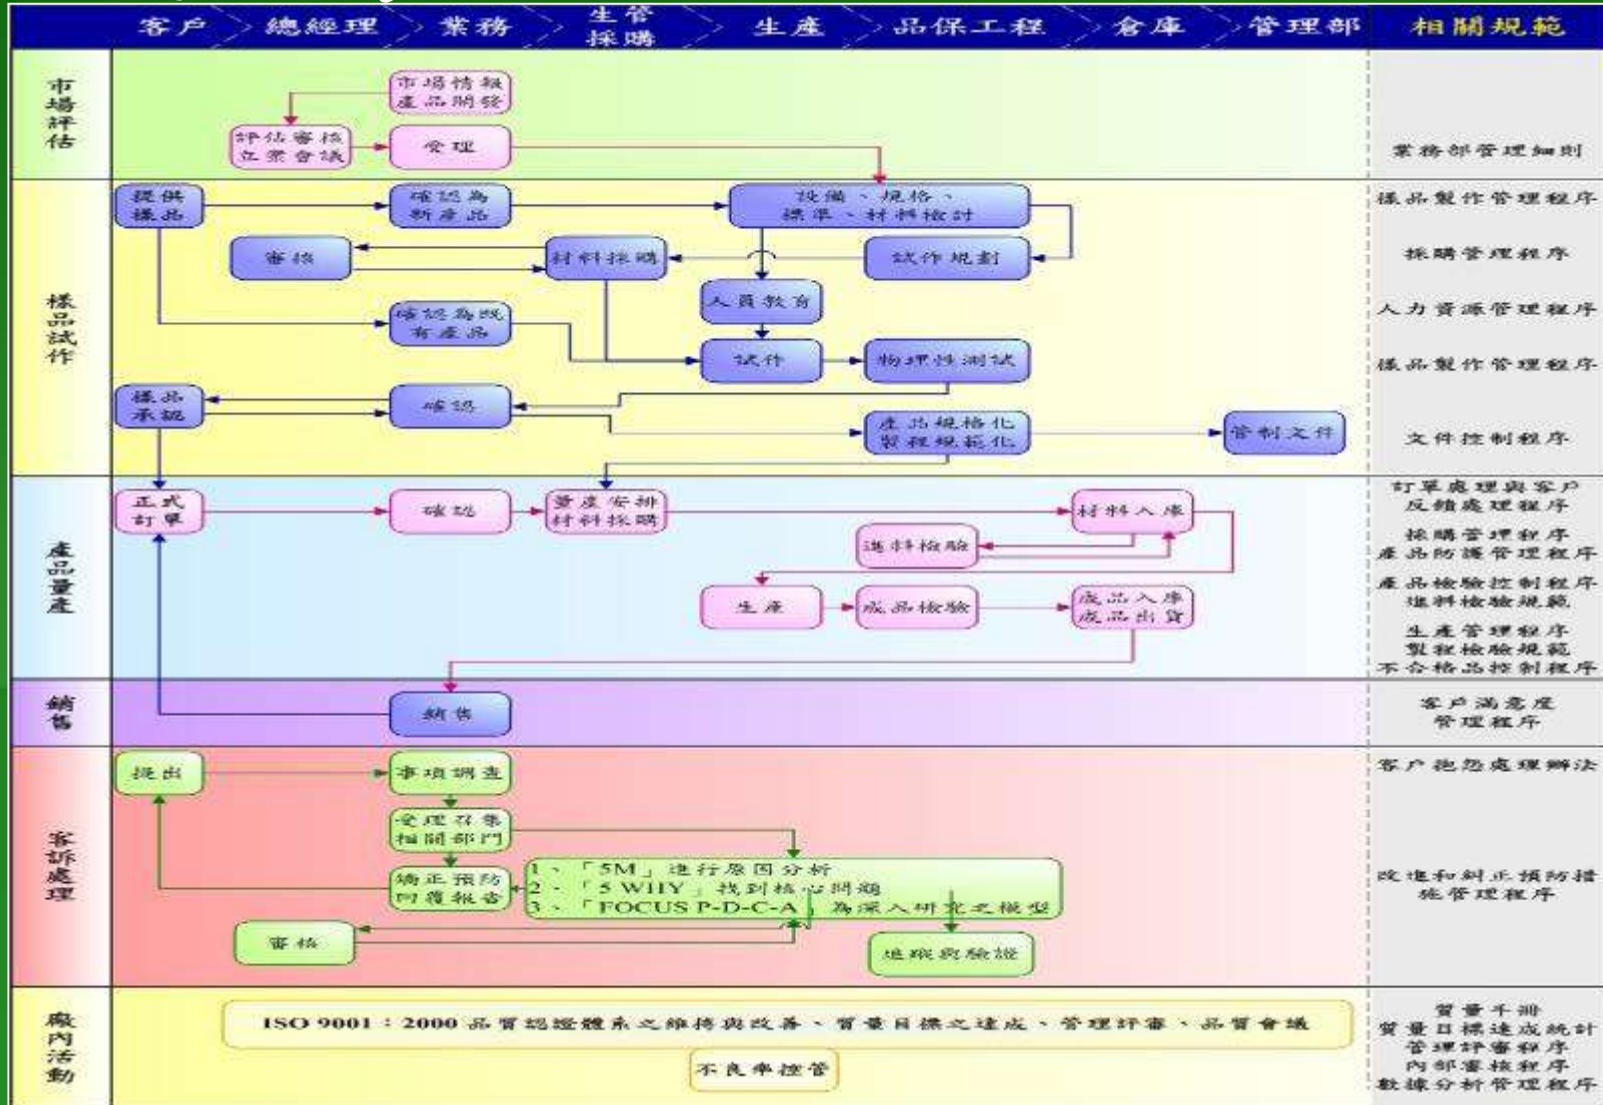 客戶
總經理
業務
生管
採購
生產
品保工程
倉庫
管理部
相關規範
市場評估
市場情報
產品開發
評估審核
立案會議
受理
業務部管理細則
樣品試作
提供
樣品
確認為
新產品
設備、規格、
標準、材料檢討
樣品製作管理程序
審核
材料採購
試作規劃
採購管理程序
人員教育
人力資源管理程序
確認為既
有產品
試作
物理性測試
樣品製作管理程序
樣品
承認
確認
產品規格化
製程規範化
管制文件
文件控制程序
產品量產
正式
訂單
確認
量產安排
材料採購
材料入庫
訂單處理與客戶
反饋處理程序
進料檢驗
採購管理程序
產品防護管理程序
生產
成品檢驗
成品入庫
成品出貨
產品檢驗控制程序
進料檢驗規範
生產管理程序
製程檢驗規範
不合格品控制程序
銷售
銷售
客戶滿意度
管理程序
客訴處理
提出
事項調查
客戶抱怨處理辦法
受理召集
相關部門
矯正預防
回覆報告
1、「5M」進行原因分析
2、「5 WHY」找到核心問題
3、「FOCUS P-D-C-A」為深入研究之模型
改進和糾正預防措
施管理程序
審核
追蹤與驗證
廠內活動
ISO 9001：2000 品質認證體系之維持與改善、質量目標之達成、管理評審、品質會議
不良率控管
質量手冊
質量目標達成統計
管理評審程序
內部審核程序
數據分析管理程序